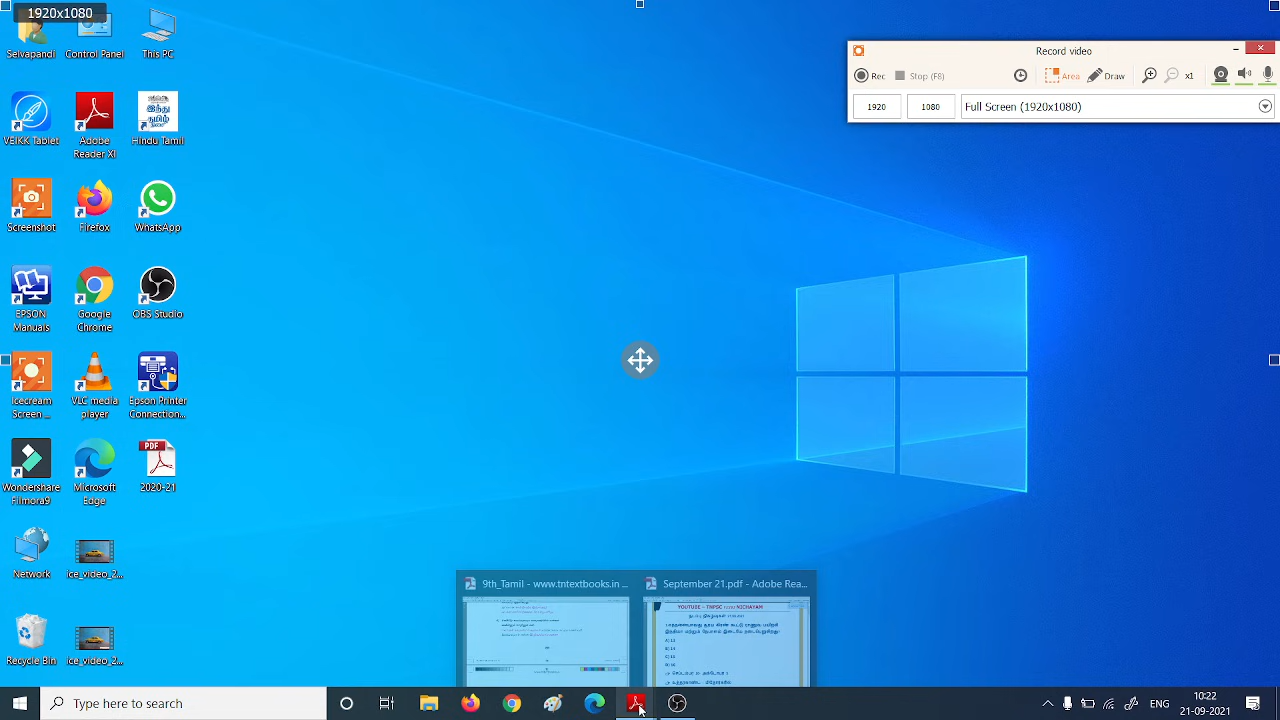 1920x1080
Selvapandi
Control Panel
This PC
Record video
Rec
Stop (F8)
Area
Draw
x1
1920
1080
Full Screen (1920x1080)
VEIKK Tablet
Adobe
Reader XI
Hindu Tamil
இந்து
தமிழ்
Screenshot
Firefox
WhatsApp
EPSON
Manuals
Google
Chrome
OBS Studio
Icecream
Screen ...
VLC media
player
Epson Printer
Connection...
Wondershare
Filmora9
Microsoft
Edge
PDF
2020-21
Network
ice_video_2...
Recycle Bin
ice_video_2...
9th_Tamil - www.tntextbooks.in ...
September 21.pdf - Adobe Rea...
Type here to search
ENG
10:22
21-09-2021